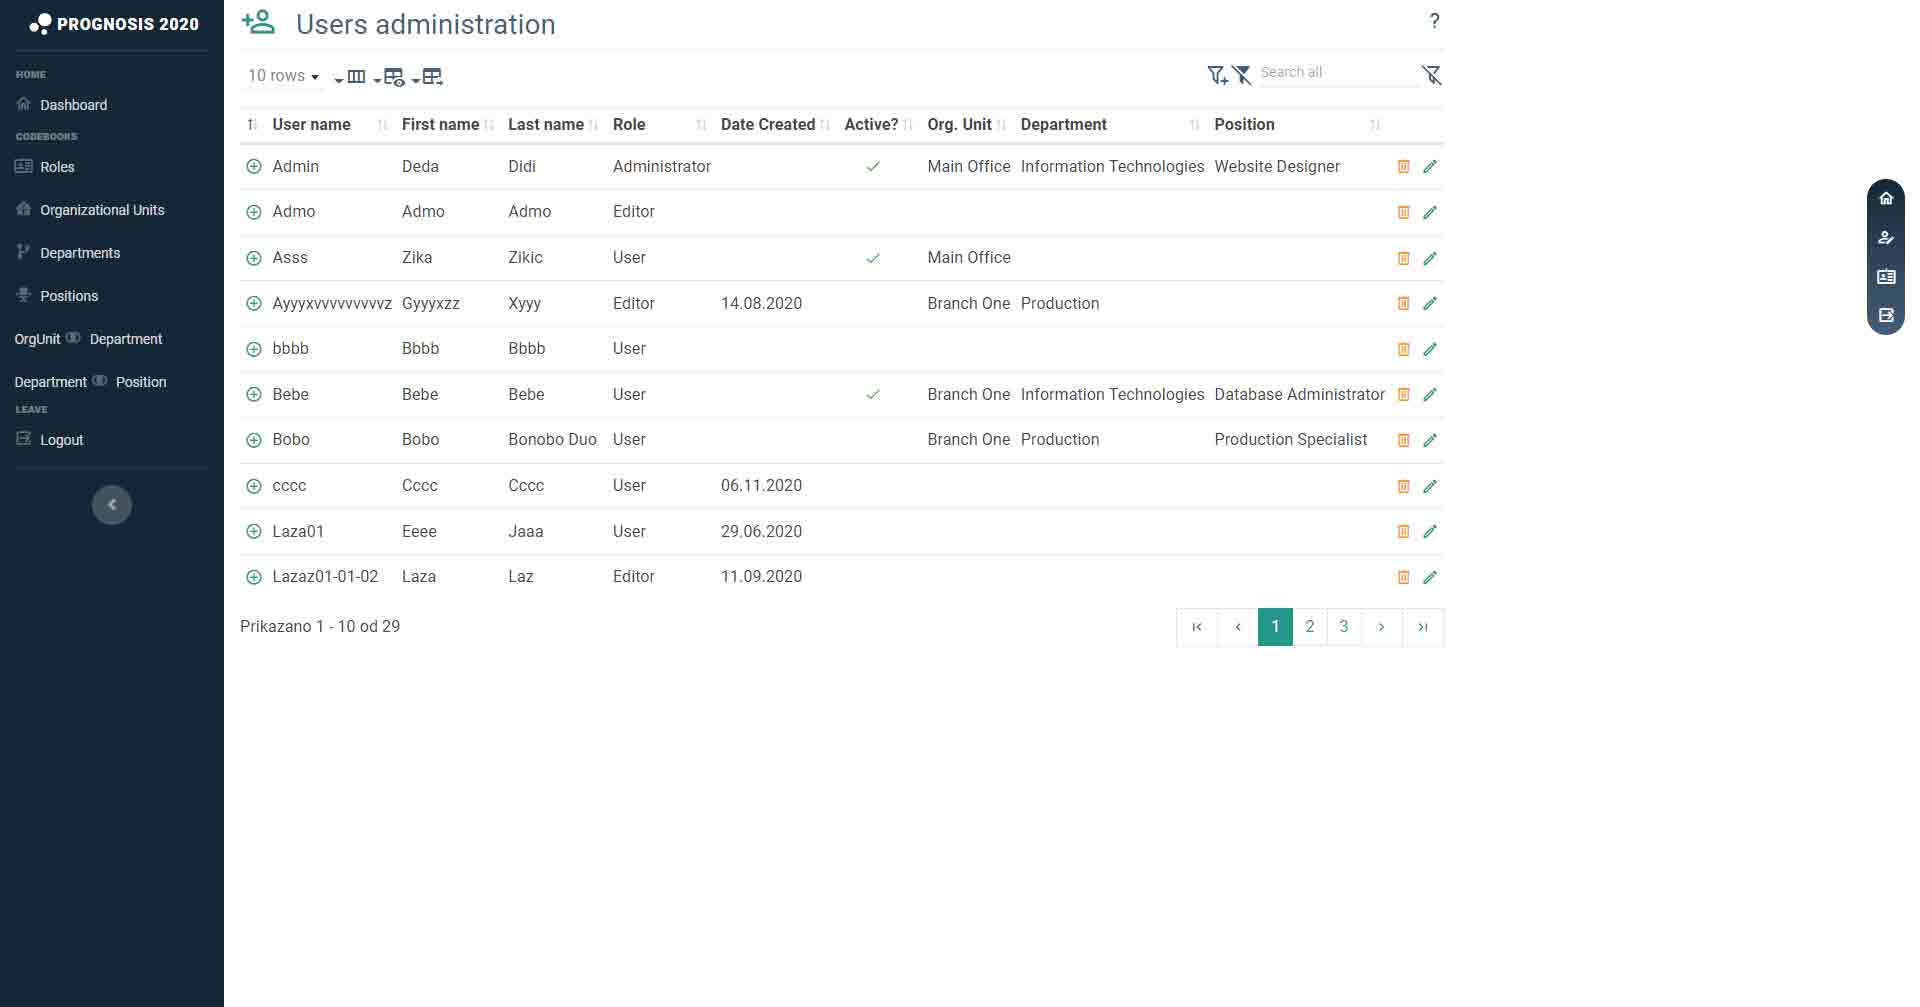 PROGNOSIS 2020
HOME
Dashboard
CODEBOOKS
Roles
Organizational Units
Departments
Positions
OrgUnit Department
Department Position
LEAVE
Logout
Users administration
?
10 rows
Search all
User name First name Last name Role Date Created Active? Org. Unit Department Position
Admin Deda Didi Administrator Main Office Information Technologies Website Designer
Admo Admo Admo Editor
Asss Zika Zikic User Main Office
Ayyyxvvvvvvvvvz Gyyyxzz Xyyy Editor 14.08.2020 Branch One Production
bbbb Bbbb Bbbb User
Bebe Bebe Bebe User Branch One Information Technologies Database Administrator
Bobo Bobo Bonobo Duo User Branch One Production Production Specialist
cccc Cccc Cccc User 06.11.2020
Laza01 Eeee Jaaa User 29.06.2020
Lazaz01-01-02 Laza Laz Editor 11.09.2020
Prikazano 1 - 10 od 29
1 2 3